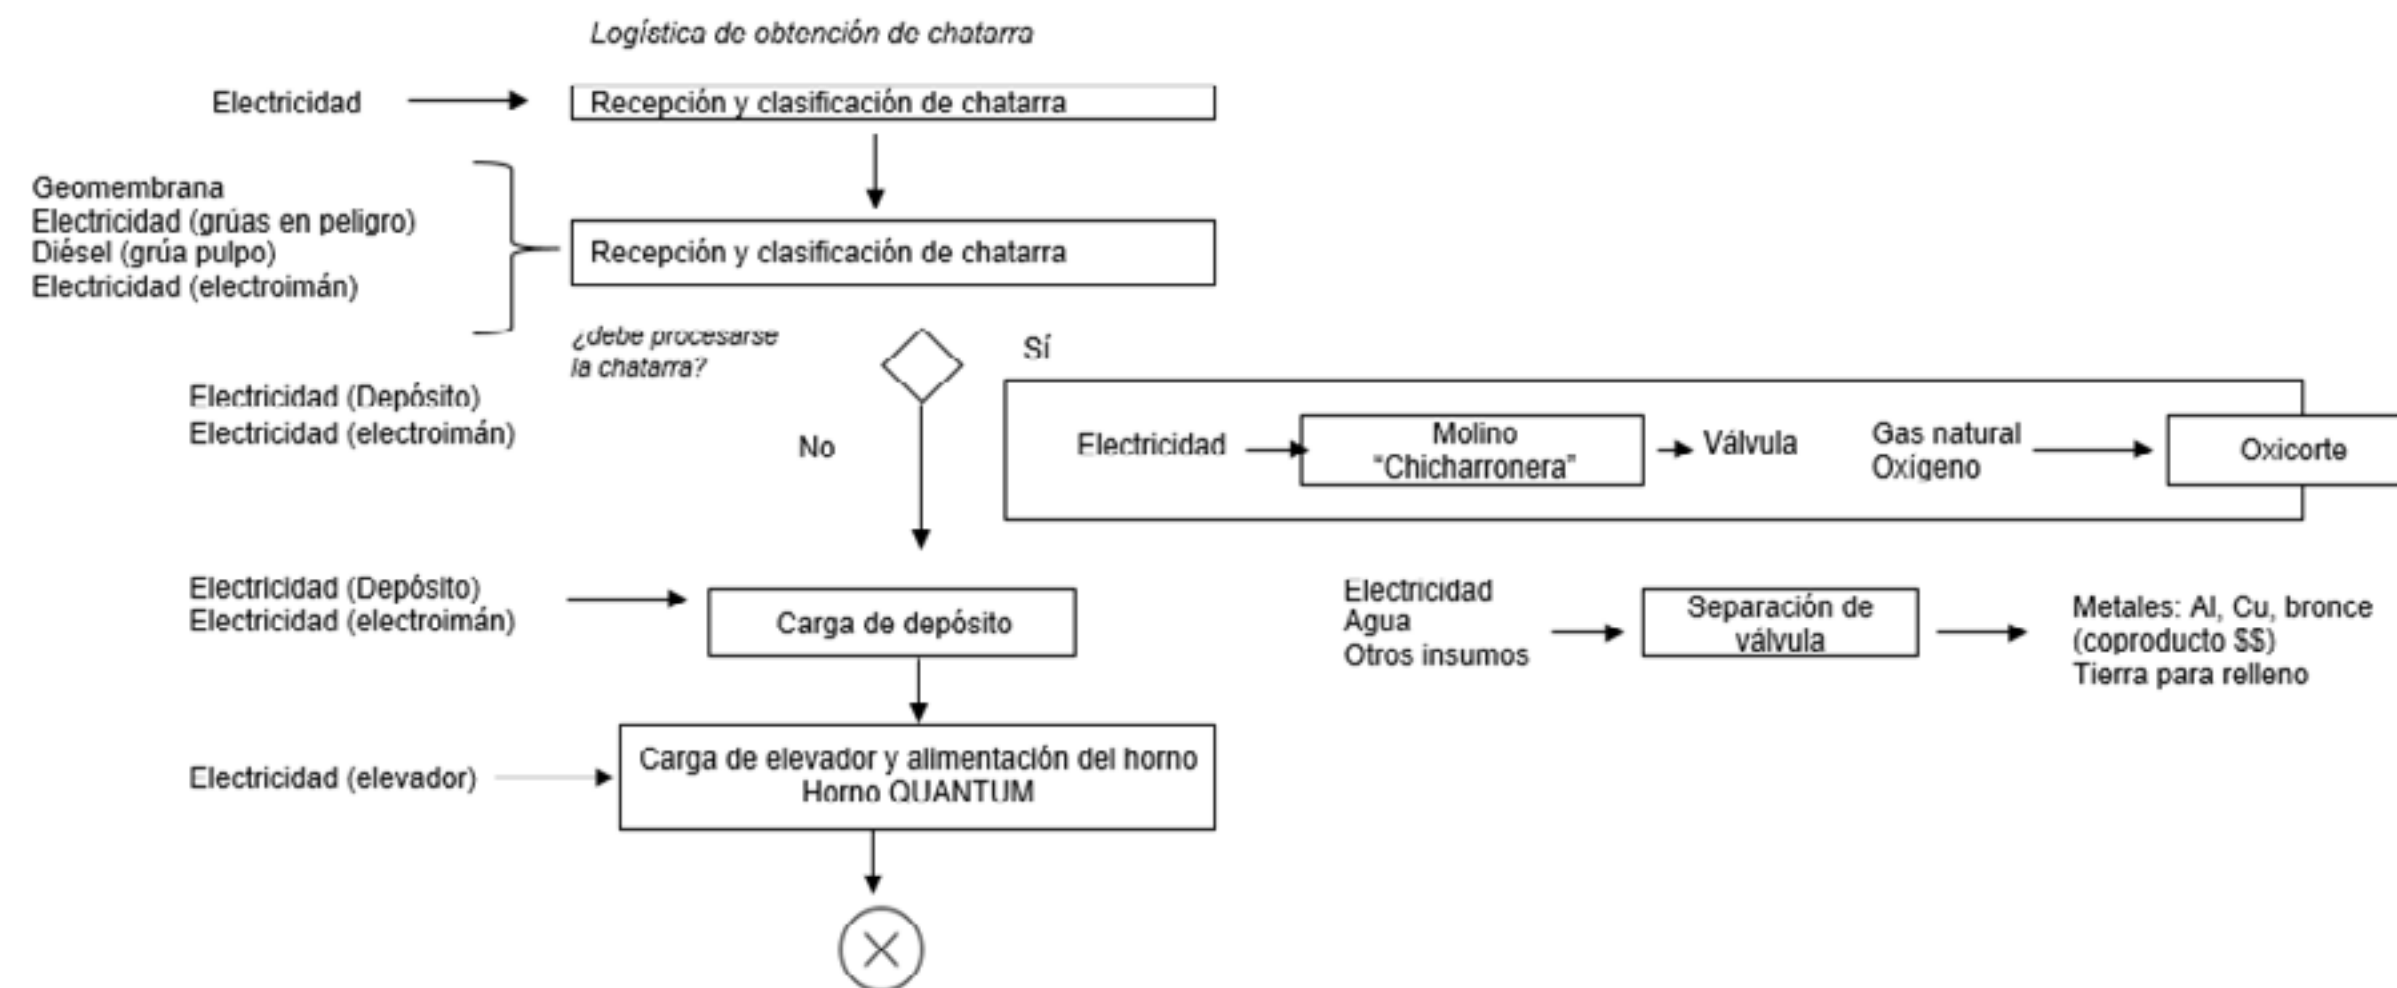 Logística de obtención de chatarra
Electricidad
Recepción y clasificación de chatarra
Geomembrana
Electricidad (grúas en peligro)
Diésel (grúa pulpo)
Electricidad (electroimán)
Recepción y clasificación de chatarra
¿debe procesarse
la chatarra?
Sí
Electricidad (Depósito)
Electricidad (electroimán)
No
Electricidad
Molino
"Chicharronera"
Válvula
Gas natural
Oxigeno
Oxicorte
Electricidad (Depósito)
Electricidad (electroimán)
Carga de depósito
Electricidad
Agua
Otros insumos
Separación de
válvula
Metales: Al, Cu, bronce
(coproducto $$)
Tierra para relleno
Electricidad (elevador)
Carga de elevador y alimentación del horno
Horno QUANTUM